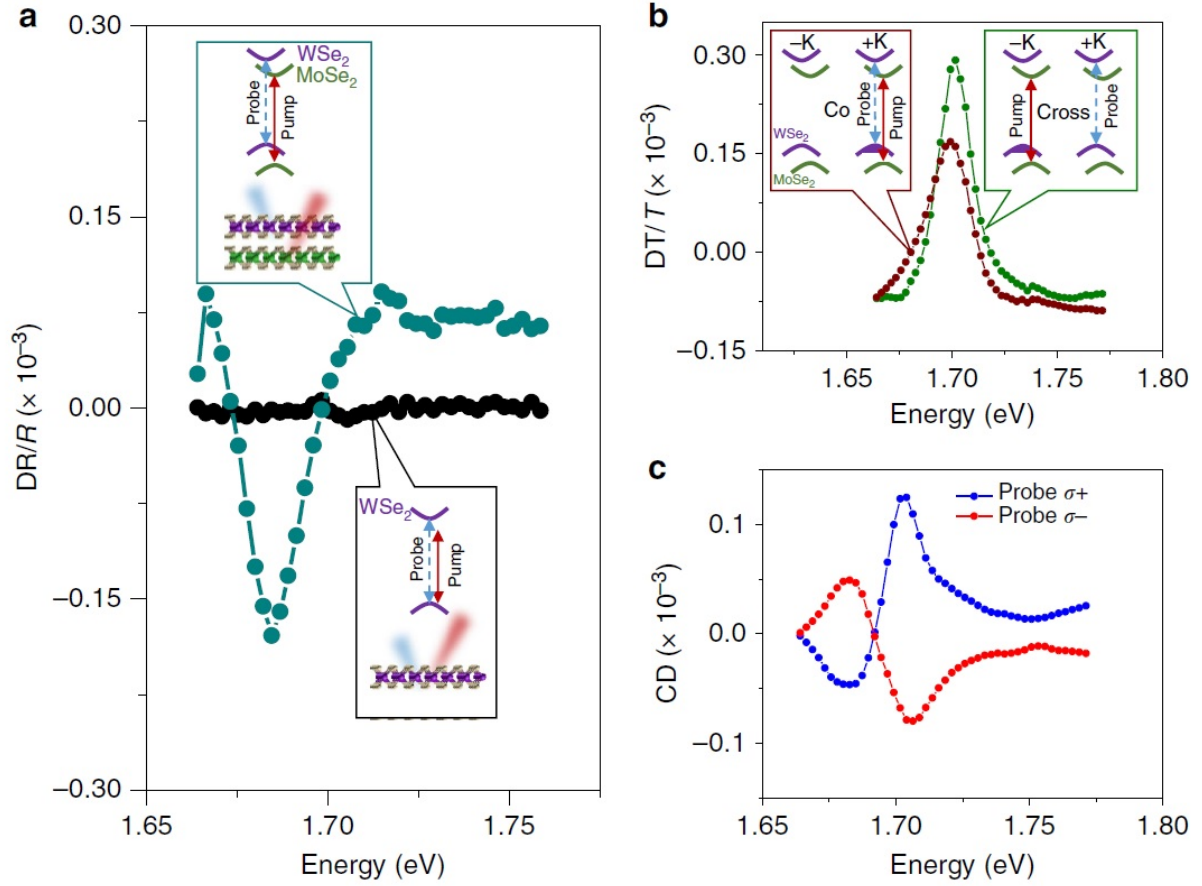 a
0.30
0.15
0.00
−0.15
−0.30
DR/R (× 10⁻³)
1.65
1.70
1.75
Energy (eV)
WSe₂
MoSe₂
Probe
Pump
WSe₂
Probe
Pump
b
0.30
0.15
0.00
−0.15
DT/T (× 10⁻³)
1.65
1.70
1.75
1.80
Energy (eV)
−K
+K
Co
Probe
Pump
WSe₂
MoSe₂
−K
+K
Pump
Cross
Probe
c
0.1
0.0
−0.1
CD (× 10⁻³)
Probe σ+
Probe σ−
1.65
1.70
1.75
1.80
Energy (eV)